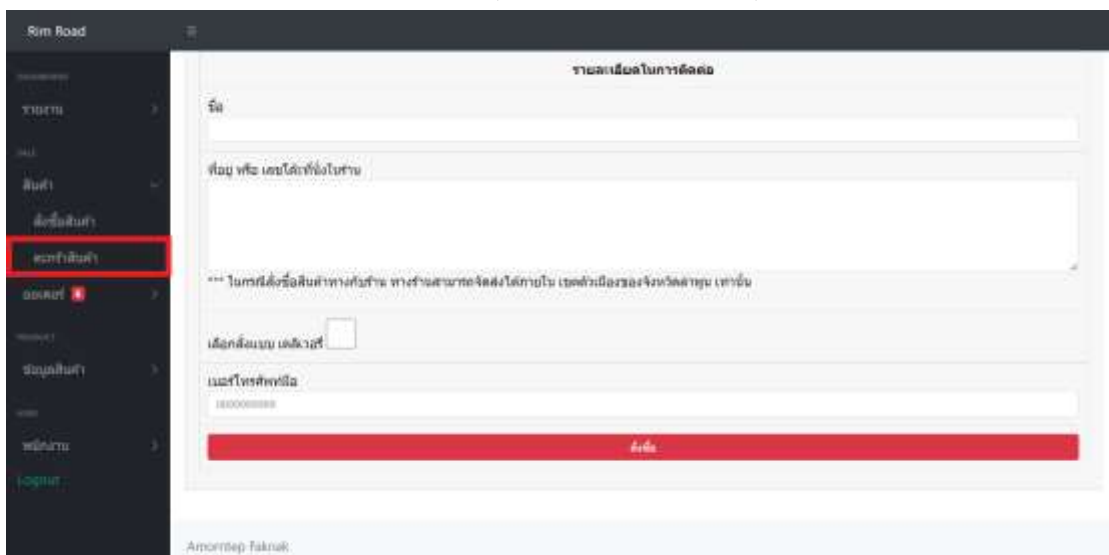 Rim Road
รายละเอียดในการติดต่อ
รายงาน
ชื่อ
ที่อยู่ หรือ เลขโต๊ะที่นั่งในร้าน
สินค้า
สั่งซื้อสินค้า
ตะกร้าสินค้า
*** ในกรณีสั่งซื้อสินค้าทางกับร้าน ทางร้านสามารถจัดส่งได้ภายใน เขตตัวเมืองของจังหวัดลำพูน เท่านั้น
ออเดอร์
เลือกสั่งแบบ เดลิเวอรี่
ข้อมูลสินค้า
เบอร์โทรศัพท์มือ
พนักงาน
สั่งซื้อ
Logout
Amorntep Faknak